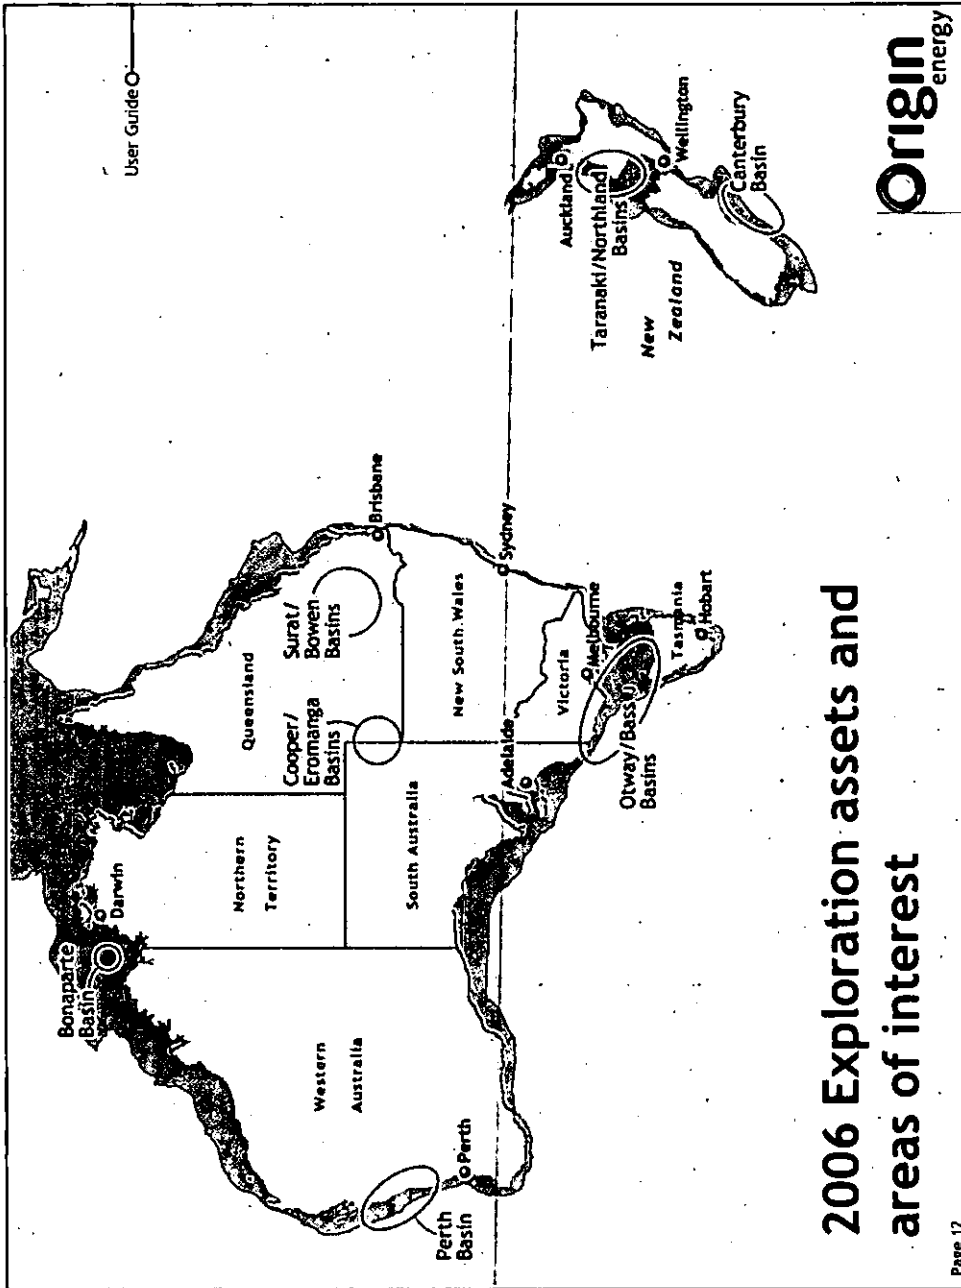 User Guide
Bonaparte
Basin
Darwin
Northern
Territory
Queensland
Cooper/
Eromanga
Basins
Surat/
Bowen
Basins
Brisbane
Western
Australia
South Australia
New South Wales
Sydney
Perth
Perth
Basin
Adelaide
Victoria
Melbourne
Otway/Bass
Basins
Tasmania
Hobart
Auckland
Taranaki/Northland
Basins
New
Zealand
Wellington
Canterbury
Basin
2006 Exploration assets and
areas of interest
Origin
energy
Page 12